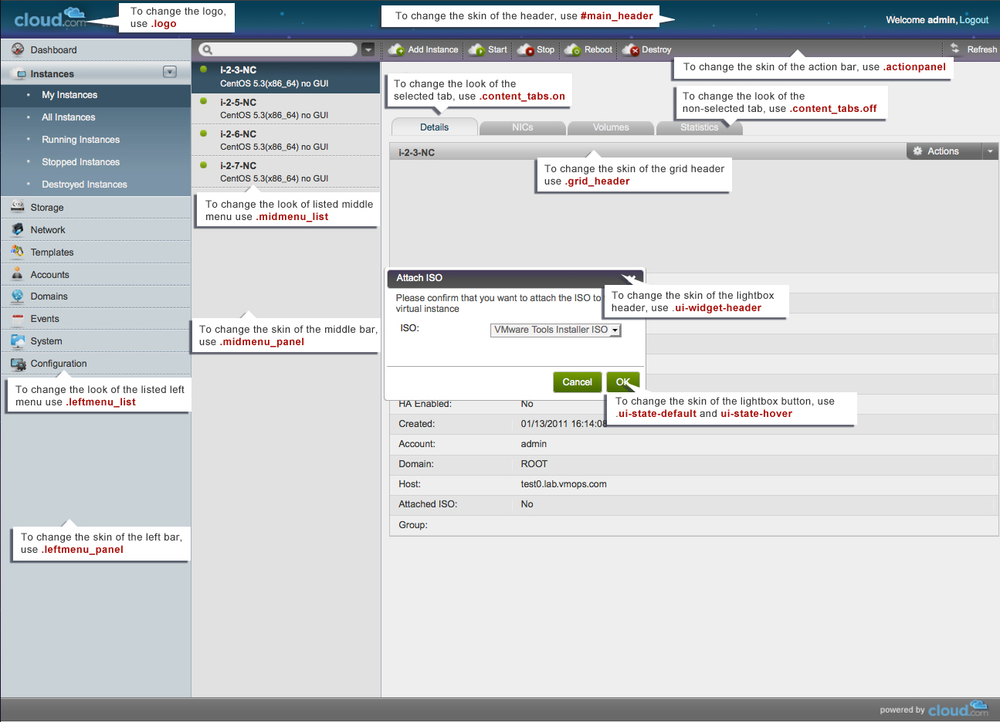 cloud.com
To change the logo,
use .logo
To change the skin of the header, use #main_header
Welcome admin, Logout
Dashboard
Instances
My Instances
All Instances
Running Instances
Stopped Instances
Destroyed Instances
Storage
Network
Templates
Accounts
Domains
Events
System
Configuration
To change the look of the listed left
menu use .leftmenu_list
To change the skin of the left bar,
use .leftmenu_panel
i-2-3-NC
CentOS 5.3(x86_64) no GUI
i-2-5-NC
CentOS 5.3(x86_64) no GUI
i-2-6-NC
CentOS 5.3(x86_64) no GUI
i-2-7-NC
CentOS 5.3(x86_64) no GUI
To change the look of listed middle
menu use .midmenu_list
To change the skin of the middle bar,
use .midmenu_panel
Add Instance Start Stop Reboot Destroy Refresh
To change the skin of the action bar, use .actionpanel
To change the look of the
selected tab, use .content_tabs.on
To change the look of the
non-selected tab, use .content_tabs.off
Details NICs Volumes Statistics
i-2-3-NC Actions
To change the skin of the grid header
use .grid_header
Attach ISO
Please confirm that you want to attach the ISO to
virtual instance
ISO: VMware Tools Installer ISO
Cancel OK
To change the skin of the lightbox
header, use .ui-widget-header
To change the skin of the lightbox button, use
.ui-state-default and ui-state-hover
HA Enabled: No
Created: 01/13/2011 16:14:08
Account: admin
Domain: ROOT
Host: test0.lab.vmops.com
Attached ISO: No
Group:
powered by cloud.com